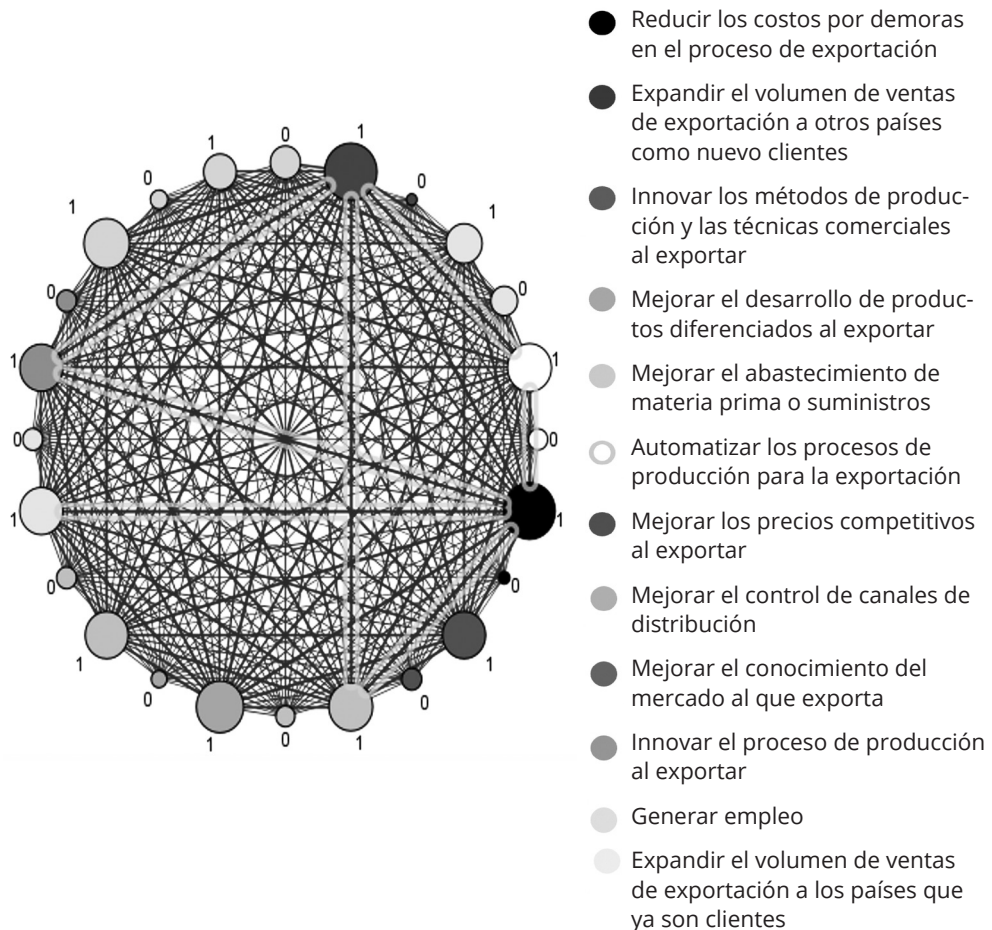 Reducir los costos por demoras
en el proceso de exportación
Expandir el volumen de ventas
de exportación a otros países
como nuevo clientes
Innovar los métodos de produc-
ción y las técnicas comerciales
al exportar
Mejorar el desarrollo de produc-
tos diferenciados al exportar
Mejorar el abastecimiento de
materia prima o suministros
Automatizar los procesos de
producción para la exportación
Mejorar los precios competitivos
al exportar
Mejorar el control de canales de
distribución
Mejorar el conocimiento del
mercado al que exporta
Innovar el proceso de producción
al exportar
Generar empleo
Expandir el volumen de ventas
de exportación a los países que
ya son clientes
1
0
1
0
1
0
1
0
1
0
1
0
1
0
1
0
1
0
1
0
1
0
1
0